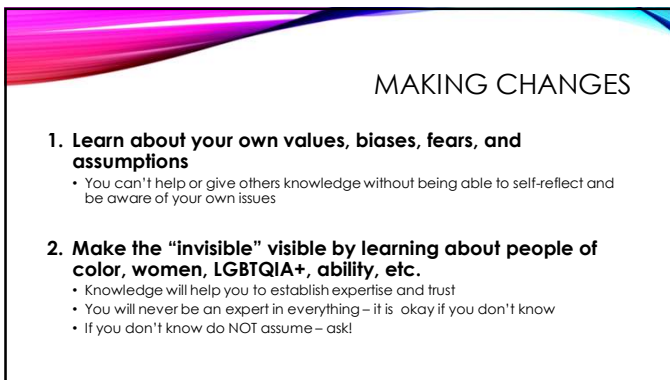 MAKING CHANGES
1. Learn about your own values, biases, fears, and
assumptions
• You can't help or give others knowledge without being able to self-reflect and
be aware of your own issues
2. Make the "invisible" visible by learning about people of
color, women, LGBTQIA+, ability, etc.
• Knowledge will help you to establish expertise and trust
• You will never be an expert in everything – it is okay if you don't know
• If you don't know do NOT assume – ask!